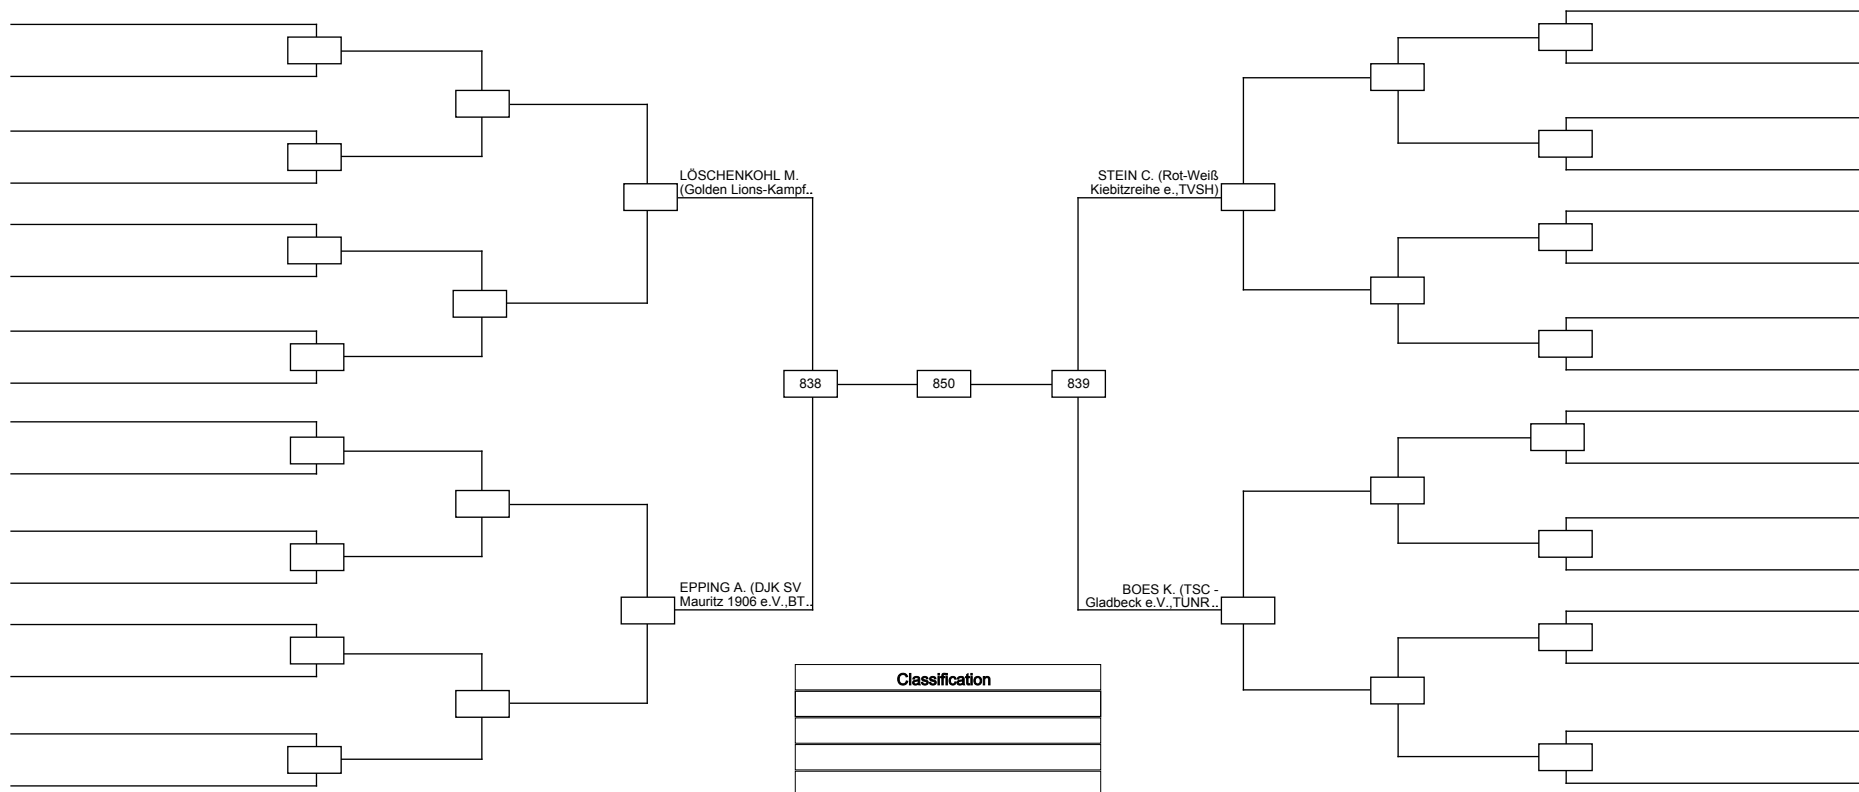 LÖSCHENKOHL M.
(Golden Lions-Kampf..
STEIN C. (Rot-Weiß
Kiebitzreihe e.,TVSH)
838
850
839
EPPING A. (DJK SV
Mauritz 1906 e.V.,BT..
BOES K. (TSC -
Gladbeck e.V.,TUNR..
Classification